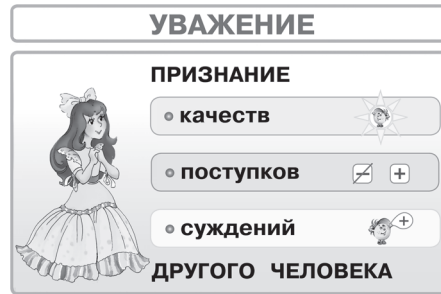 УВАЖЕНИЕ
ПРИЗНАНИЕ
• качеств
• поступков
• суждений
ДРУГОГО ЧЕЛОВЕКА